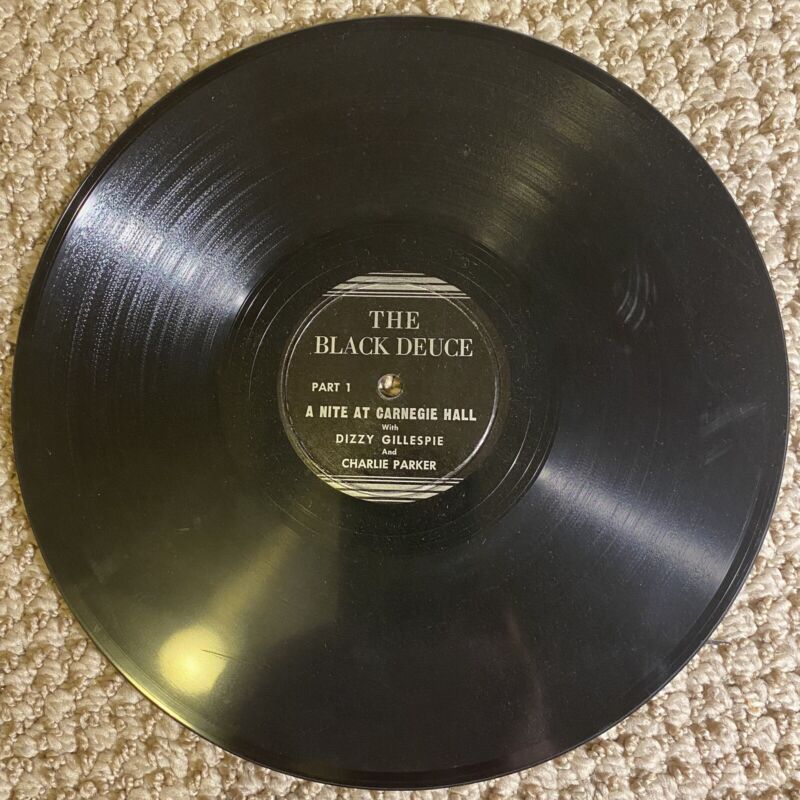 THE
BLACK DEUCE
PART 1
A NITE AT CARNEGIE HALL
With
DIZZY GILLESPIE
And
CHARLIE PARKER